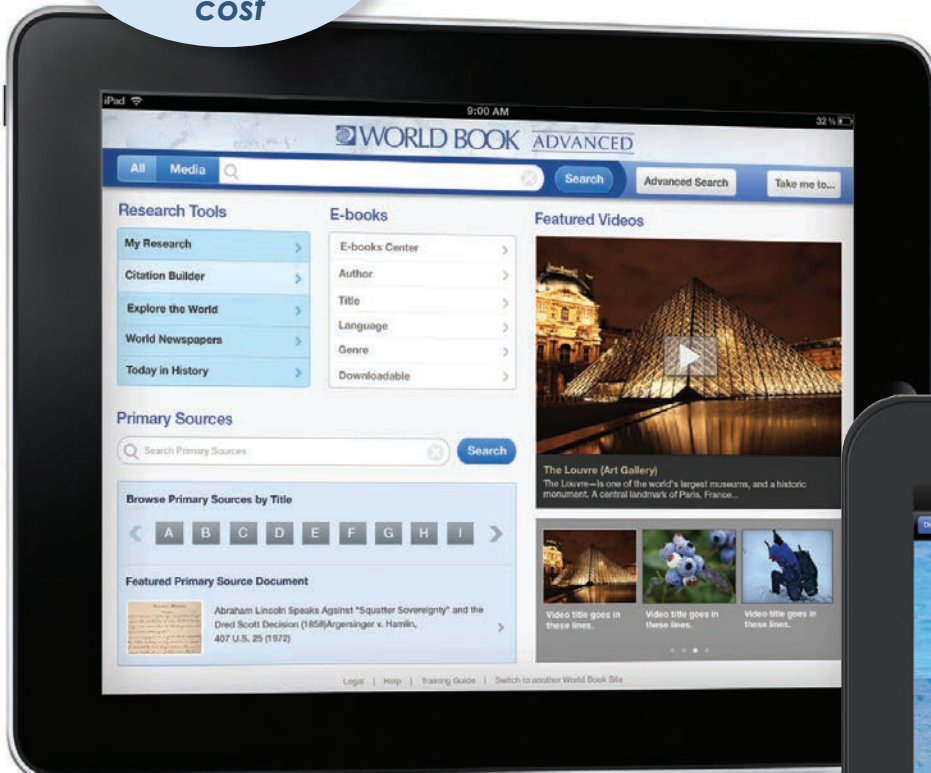 cost
iPad
9:00 AM
32%
WORLD BOOK ADVANCED
All Media Search Advanced Search Take me to...
Research Tools
My Research
Citation Builder
Explore the World
World Newspapers
Today in History
E-books
E-books Center
Author
Title
Language
Genre
Downloadable
Featured Videos
The Louvre (Art Gallery)
The Louvre—Is one of the world's largest museums, and a historic
monument. A central landmark of Paris, France...
Video title goes in
these lines.
Video title goes in
these lines.
Video title goes in
these lines.
Primary Sources
Search Primary Sources Search
Browse Primary Sources by Title
A B C D E F G H I
Featured Primary Source Document
Abraham Lincoln Speaks Against "Squatter Sovereignty" and the
Dred Scott Decision (1858)Argersinger v. Hamlin,
407 U.S. 25 (1972)
Legal | Help | Training Guide | Switch to another World Book Site